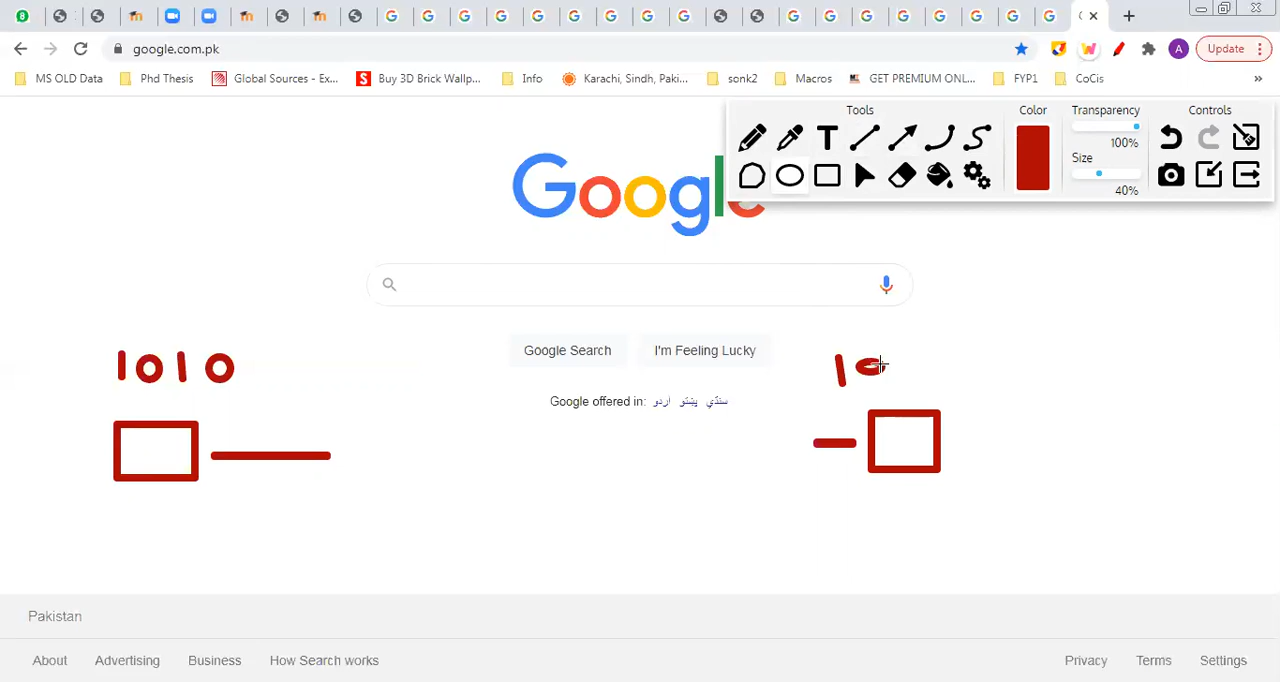 google.com.pk
A
Update
MS OLD Data
Phd Thesis
Global Sources - Ex...
S
Buy 3D Brick Wallp...
Info
Karachi, Sindh, Paki...
sonk2
Macros
GET PREMIUM ONL...
FYP1
CoCis
»
Tools
Color
Transparency
Controls
T
100%
Size
40%
Google
Google Search
I'm Feeling Lucky
1010
10
Google offered in: اردو پښتو سنڌي
Pakistan
About
Advertising
Business
How Search works
Privacy
Terms
Settings